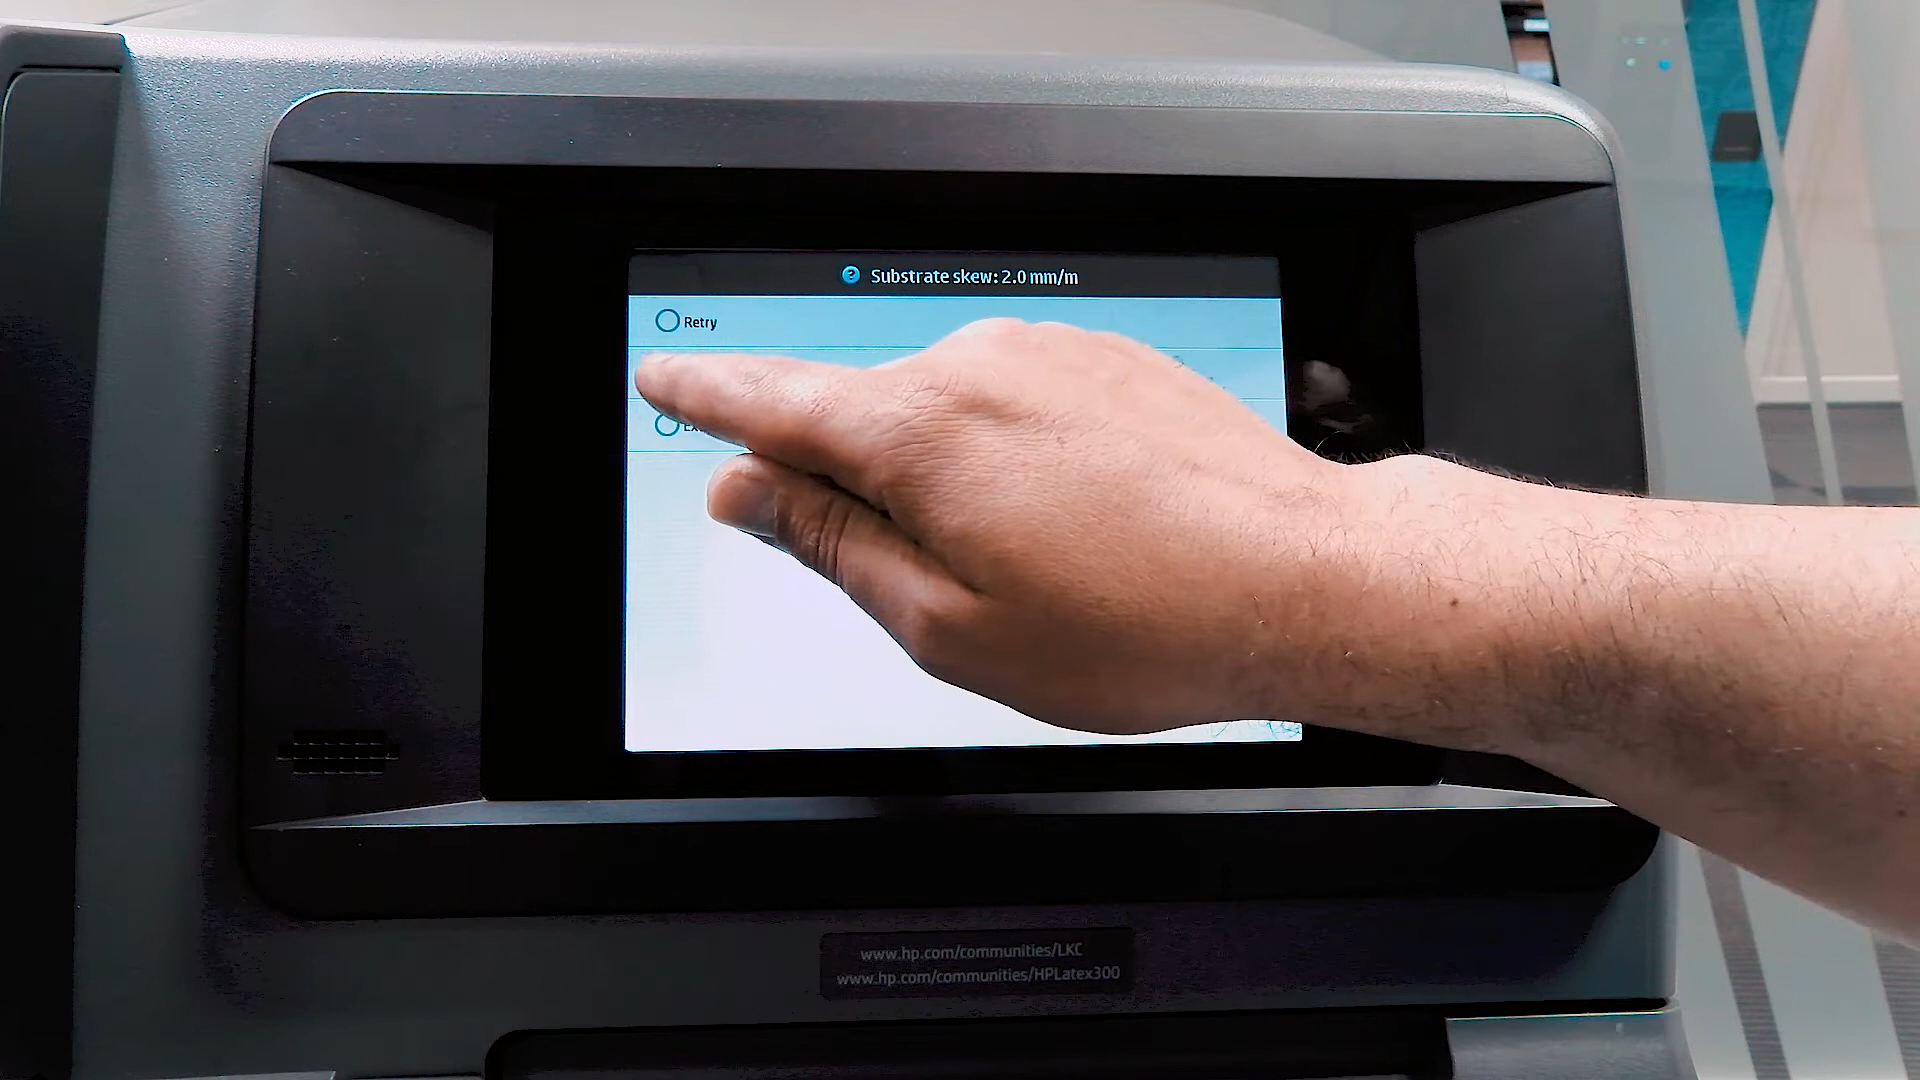 Substrate skew: 2.0 mm/m
Retry
www.hp.com/communities/LKC
www.hp.com/communities/HPLatex300